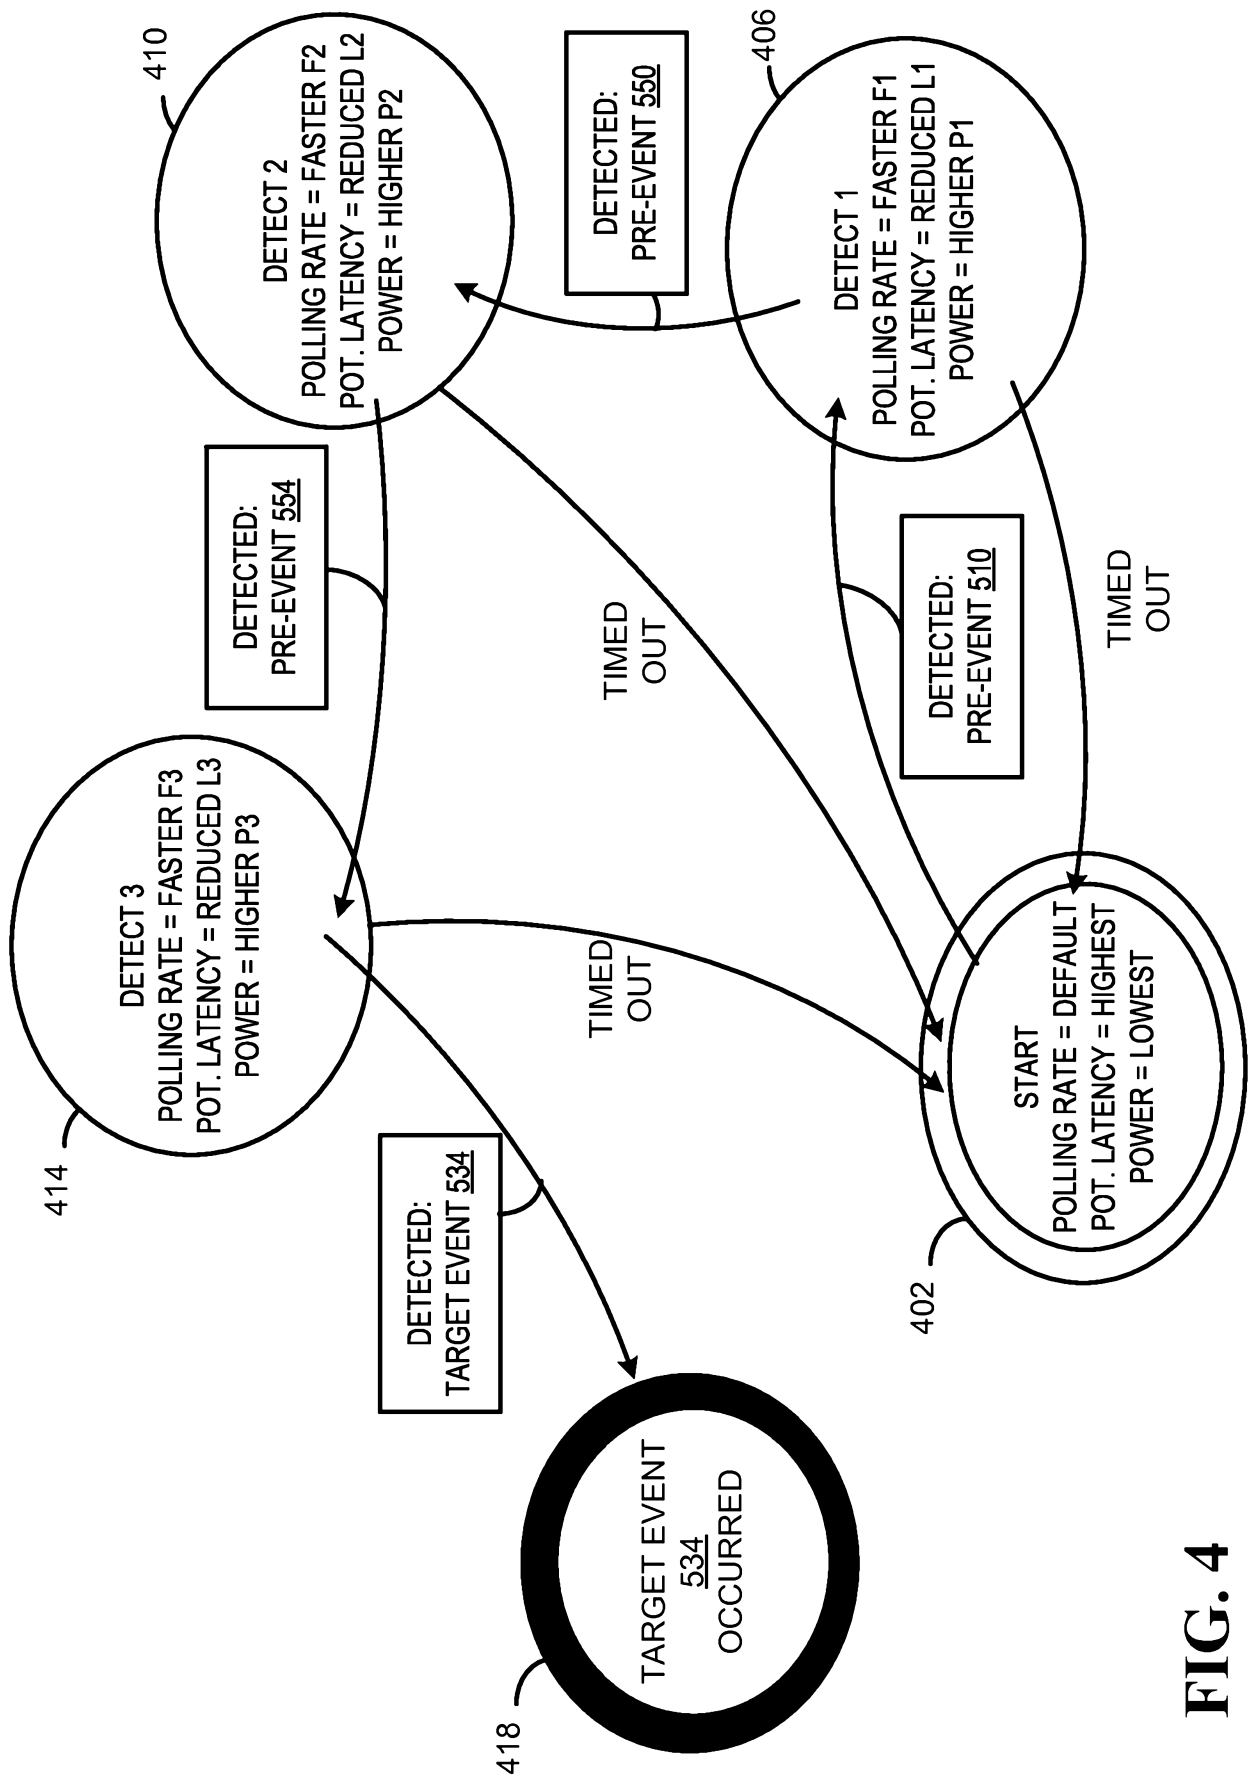 414
DETECT 3
POLLING RATE = FASTER F3
POT. LATENCY = REDUCED L3
POWER = HIGHER P3
DETECTED:
PRE-EVENT 554
410
DETECT 2
POLLING RATE = FASTER F2
POT. LATENCY = REDUCED L2
POWER = HIGHER P2
DETECTED:
TARGET EVENT 534
TIMED
OUT
TIMED
OUT
DETECTED:
PRE-EVENT 550
418
TARGET EVENT
534
OCCURRED
402
START
POLLING RATE = DEFAULT
POT. LATENCY = HIGHEST
POWER = LOWEST
DETECTED:
PRE-EVENT 510
406
DETECT 1
POLLING RATE = FASTER F1
POT. LATENCY = REDUCED L1
POWER = HIGHER P1
TIMED
OUT
FIG. 4